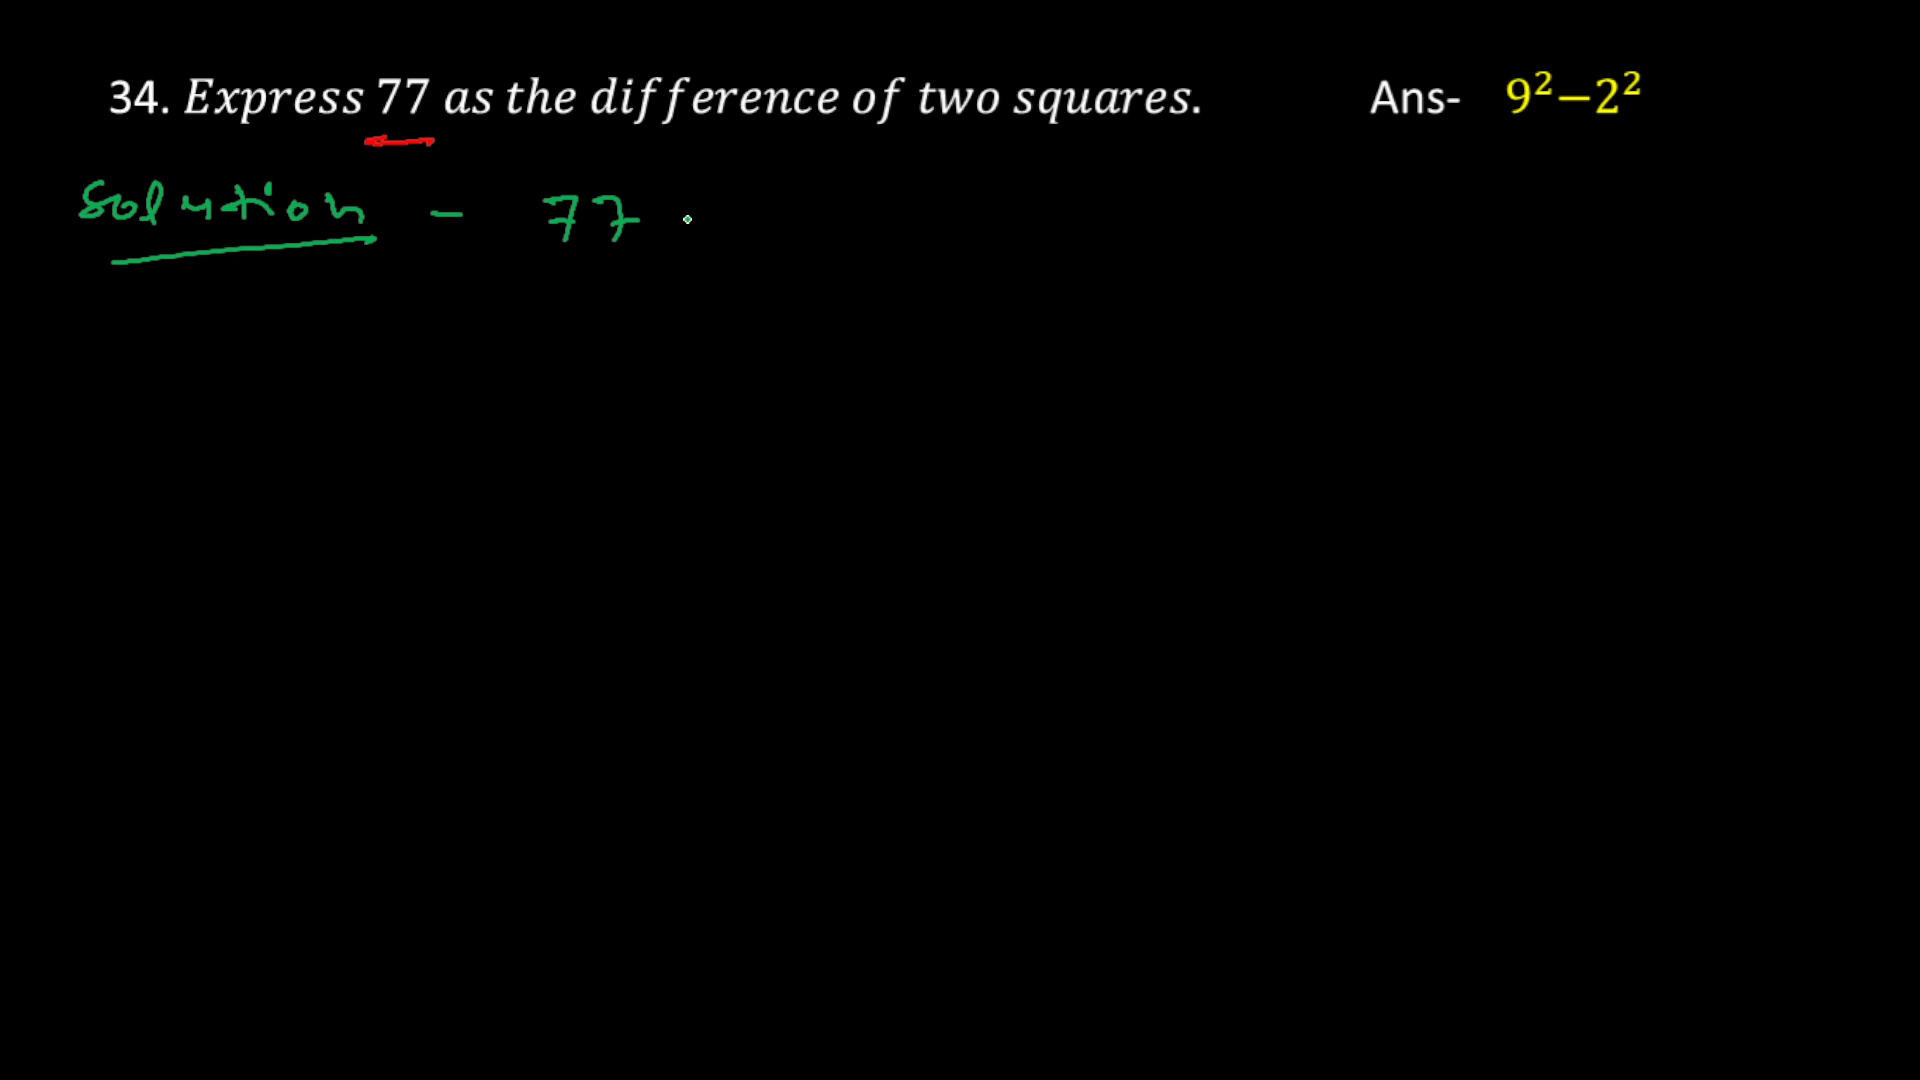 34. Express 77 as the difference of two squares. Ans- 9²−2²
Solution - 77